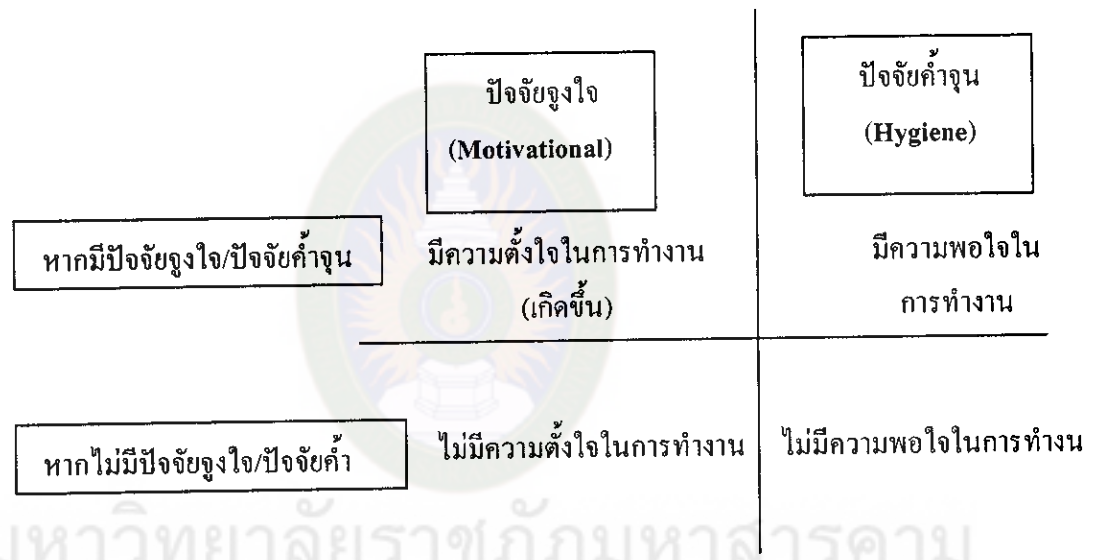 ปัจจัยจูงใจ
(Motivational)
ปัจจัยค้ำจุน
(Hygiene)
หากมีปัจจัยจูงใจ/ปัจจัยค้ำจุน
มีความตั้งใจในการทำงาน
(เกิดขึ้น)
มีความพอใจใน
การทำงาน
หากไม่มีปัจจัยจูงใจ/ปัจจัยค้ำ
ไม่มีความตั้งใจในการทำงาน
ไม่มีความพอใจในการทำงน
มหาวิทยาลัยราชภัฏมหาสารคาม